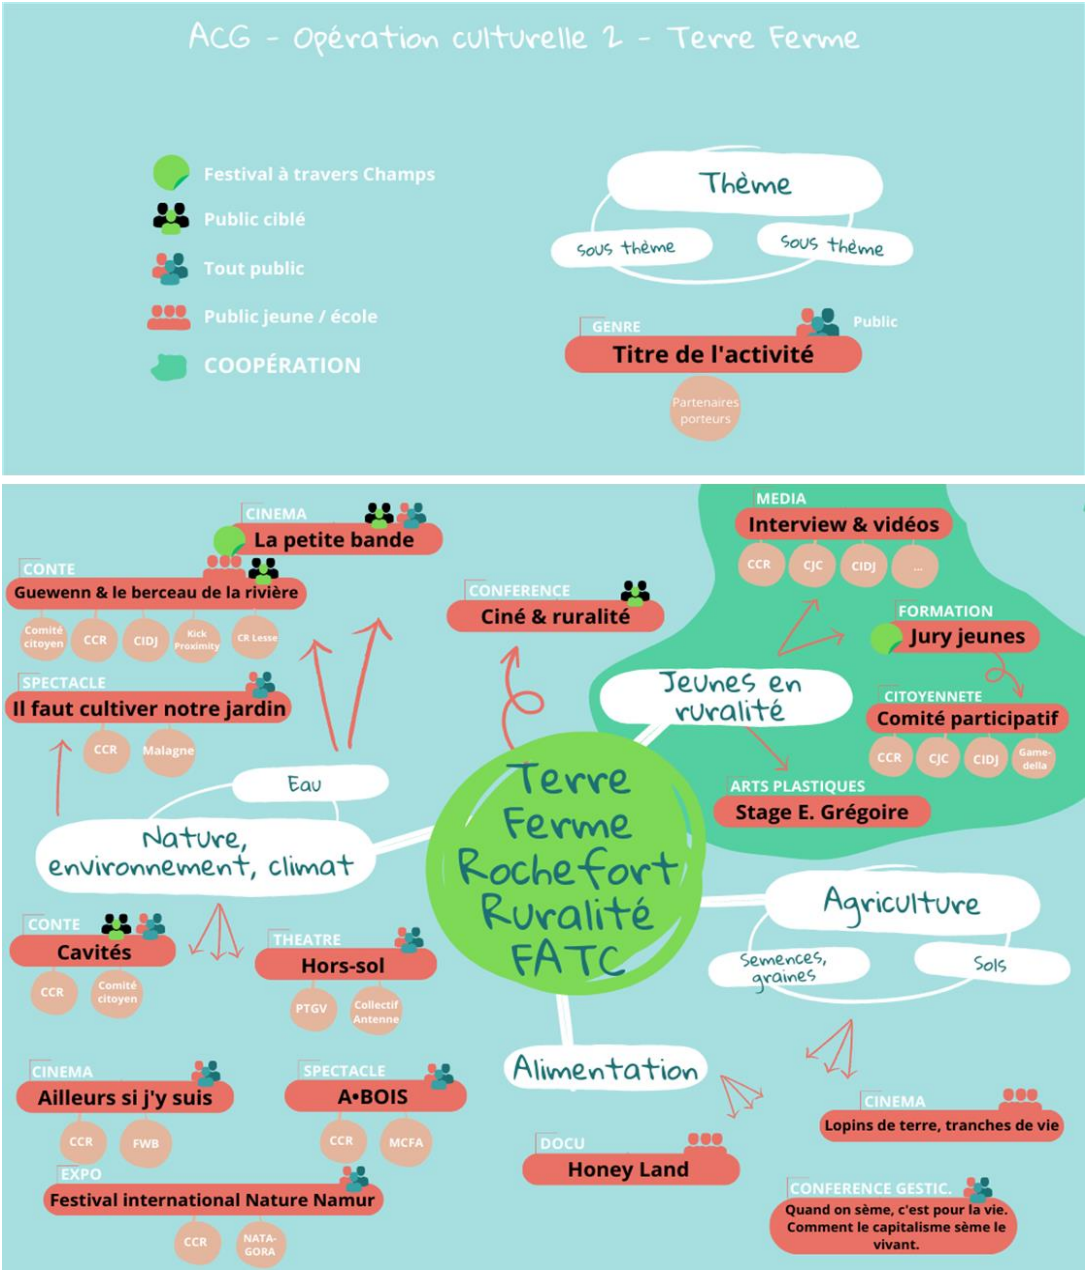 ACG - Opération culturelle 2 - Terre Ferme
Festival à travers Champs
Public ciblé
Tout public
Public jeune / école
COOPÉRATION
Thème
sous thème
sous thème
GENRE
Public
Titre de l'activité
Partenaires
porteurs
CINEMA
La petite bande
CONTE
Guewenn & le berceau de la rivière
Comité
citoyen
CCR
CIDJ
Kick
Proximity
CR Lesse
SPECTACLE
Il faut cultiver notre jardin
CCR
Malagne
CONFERENCE
Ciné & ruralité
MEDIA
Interview & vidéos
CCR
CJC
CIDJ
...
FORMATION
Jury jeunes
Jeunes en
ruralité
CITOYENNETE
Comité participatif
CCR
CJC
CIDJ
Game-
della
ARTS PLASTIQUES
Stage E. Grégoire
Eau
Nature,
environnement, climat
Terre
Ferme
Rochefort
Ruralité
FATC
Agriculture
Semences,
graines
Sols
CONTE
Cavités
CCR
Comité
citoyen
THEATRE
Hors-sol
PTGV
Collectif
Antenne
Alimentation
CINEMA
Ailleurs si j'y suis
CCR
FWB
SPECTACLE
A•BOIS
CCR
MCFA
EXPO
Festival international Nature Namur
CCR
NATA-
GORA
DOCU
Honey Land
CINEMA
Lopins de terre, tranches de vie
CONFERENCE GESTIC.
Quand on sème, c'est pour la vie.
Comment le capitalisme sème le
vivant.